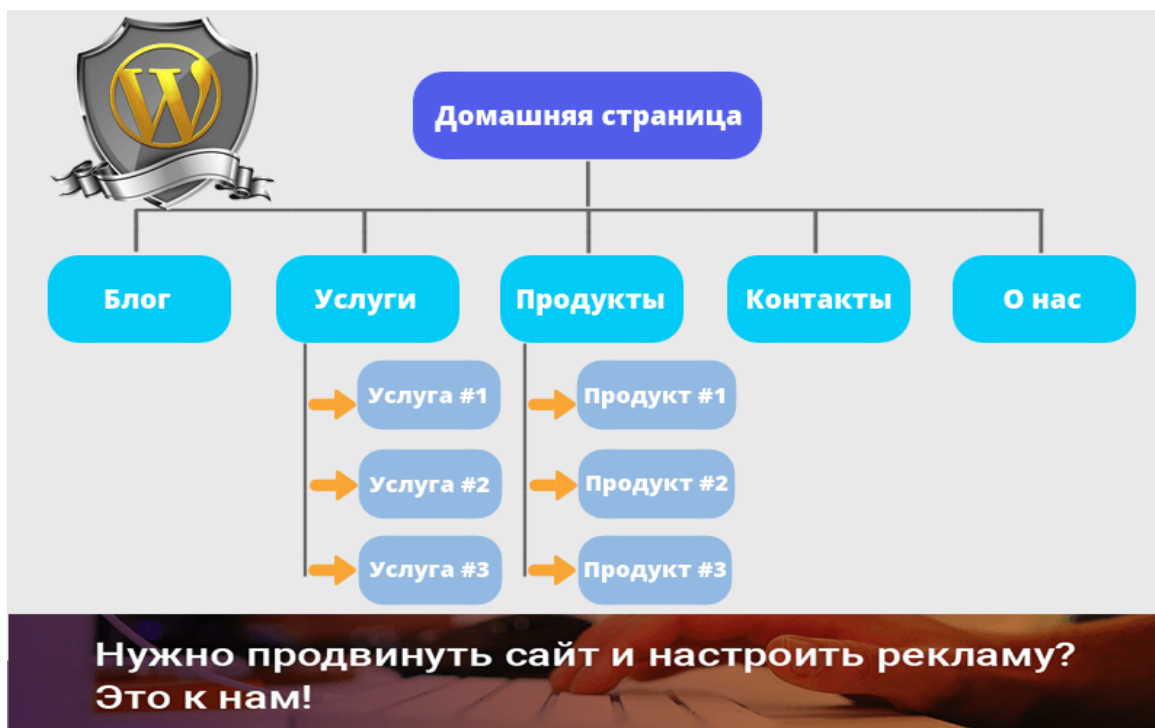 W
Домашняя страница
Блог
Услуги
Продукты
Контакты
О нас
Услуга #1
Продукт #1
Услуга #2
Продукт #2
Услуга #3
Продукт #3
Нужно продвинуть сайт и настроить рекламу?
Это к нам!